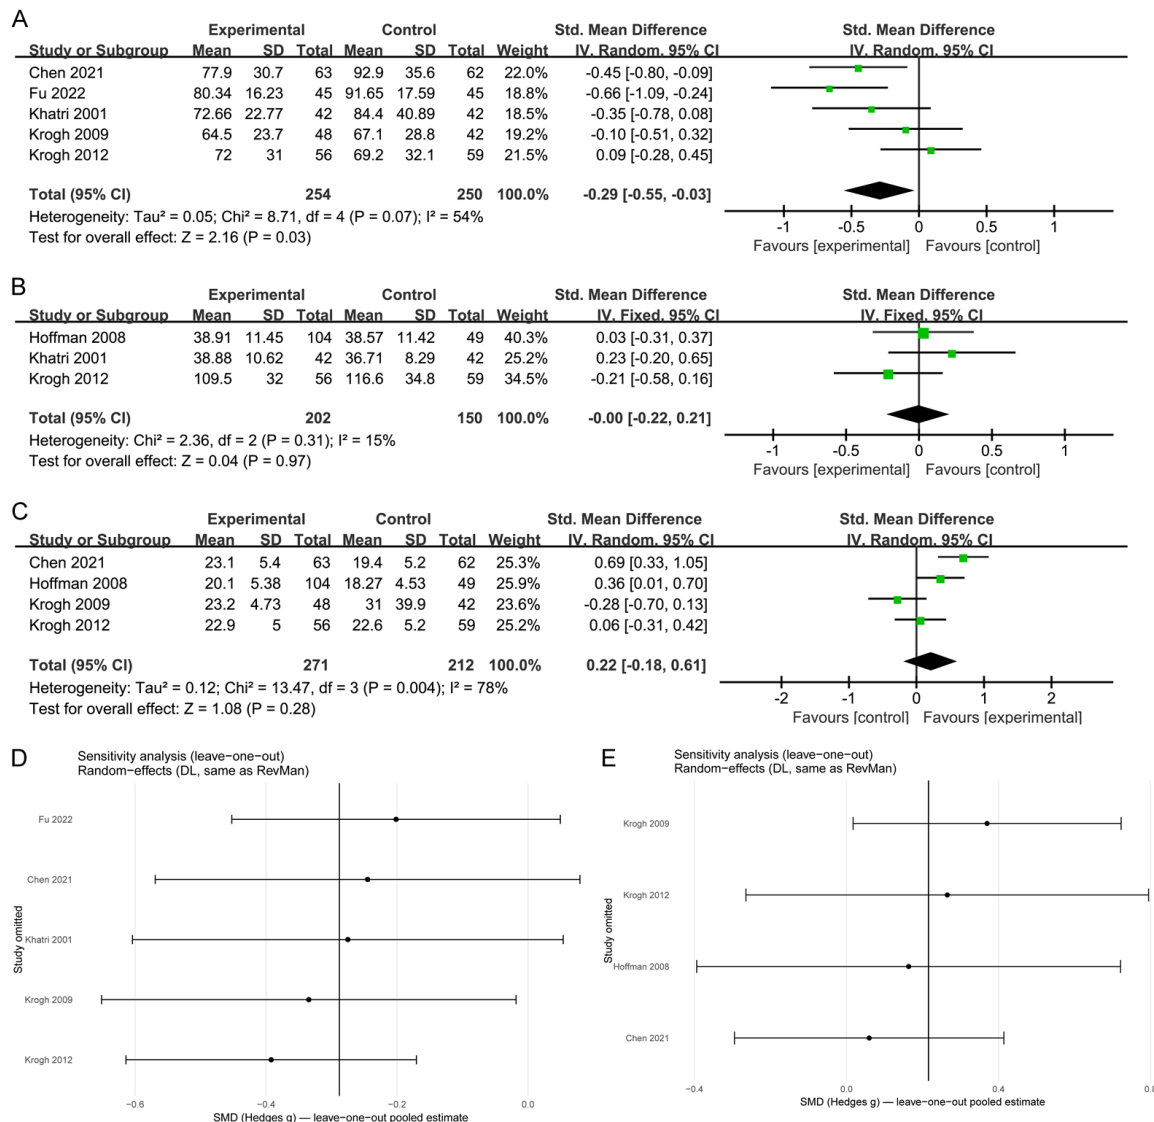 A
Experimental Control Std. Mean Difference Std. Mean Difference
Study or Subgroup Mean SD Total Mean SD Total Weight IV. Random. 95% CI IV. Random. 95% CI
Chen 2021 77.9 30.7 63 92.9 35.6 62 22.0% -0.45 [-0.80, -0.09]
Fu 2022 80.34 16.23 45 91.65 17.59 45 18.8% -0.66 [-1.09, -0.24]
Khatri 2001 72.66 22.77 42 84.4 40.89 42 18.5% -0.35 [-0.78, 0.08]
Krogh 2009 64.5 23.7 48 67.1 28.8 42 19.2% -0.10 [-0.51, 0.32]
Krogh 2012 72 31 56 69.2 32.1 59 21.5% 0.09 [-0.28, 0.45]
Total (95% CI) 254 250 100.0% -0.29 [-0.55, -0.03]
Heterogeneity: Tau² = 0.05; Chi² = 8.71, df = 4 (P = 0.07); I² = 54%
Test for overall effect: Z = 2.16 (P = 0.03)
-1 -0.5 0 0.5 1
Favours [experimental] Favours [control]
B
Experimental Control Std. Mean Difference Std. Mean Difference
Study or Subgroup Mean SD Total Mean SD Total Weight IV. Fixed. 95% CI IV. Fixed. 95% CI
Hoffman 2008 38.91 11.45 104 38.57 11.42 49 40.3% 0.03 [-0.31, 0.37]
Khatri 2001 38.88 10.62 42 36.71 8.29 42 25.2% 0.23 [-0.20, 0.65]
Krogh 2012 109.5 32 56 116.6 34.8 59 34.5% -0.21 [-0.58, 0.16]
Total (95% CI) 202 150 100.0% -0.00 [-0.22, 0.21]
Heterogeneity: Chi² = 2.36, df = 2 (P = 0.31); I² = 15%
Test for overall effect: Z = 0.04 (P = 0.97)
-1 -0.5 0 0.5 1
Favours [experimental] Favours [control]
C
Experimental Control Std. Mean Difference Std. Mean Difference
Study or Subgroup Mean SD Total Mean SD Total Weight IV. Random. 95% CI IV. Random. 95% CI
Chen 2021 23.1 5.4 63 19.4 5.2 62 25.3% 0.69 [0.33, 1.05]
Hoffman 2008 20.1 5.38 104 18.27 4.53 49 25.9% 0.36 [0.01, 0.70]
Krogh 2009 23.2 4.73 48 31 39.9 42 23.6% -0.28 [-0.70, 0.13]
Krogh 2012 22.9 5 56 22.6 5.2 59 25.2% 0.06 [-0.31, 0.42]
Total (95% CI) 271 212 100.0% 0.22 [-0.18, 0.61]
Heterogeneity: Tau² = 0.12; Chi² = 13.47, df = 3 (P = 0.004); I² = 78%
Test for overall effect: Z = 1.08 (P = 0.28)
-2 -1 0 1 2
Favours [control] Favours [experimental]
D
Sensitivity analysis (leave−one−out)
Random−effects (DL, same as RevMan)
Study omitted
Fu 2022
Chen 2021
Khatri 2001
Krogh 2009
Krogh 2012
−0.6 −0.4 −0.2 0.0
SMD (Hedges g) — leave−one−out pooled estimate
E
Sensitivity analysis (leave−one−out)
Random−effects (DL, same as RevMan)
Study omitted
Krogh 2009
Krogh 2012
Hoffman 2008
Chen 2021
−0.4 0.0 0.4 0.8
SMD (Hedges g) — leave−one−out pooled estimate